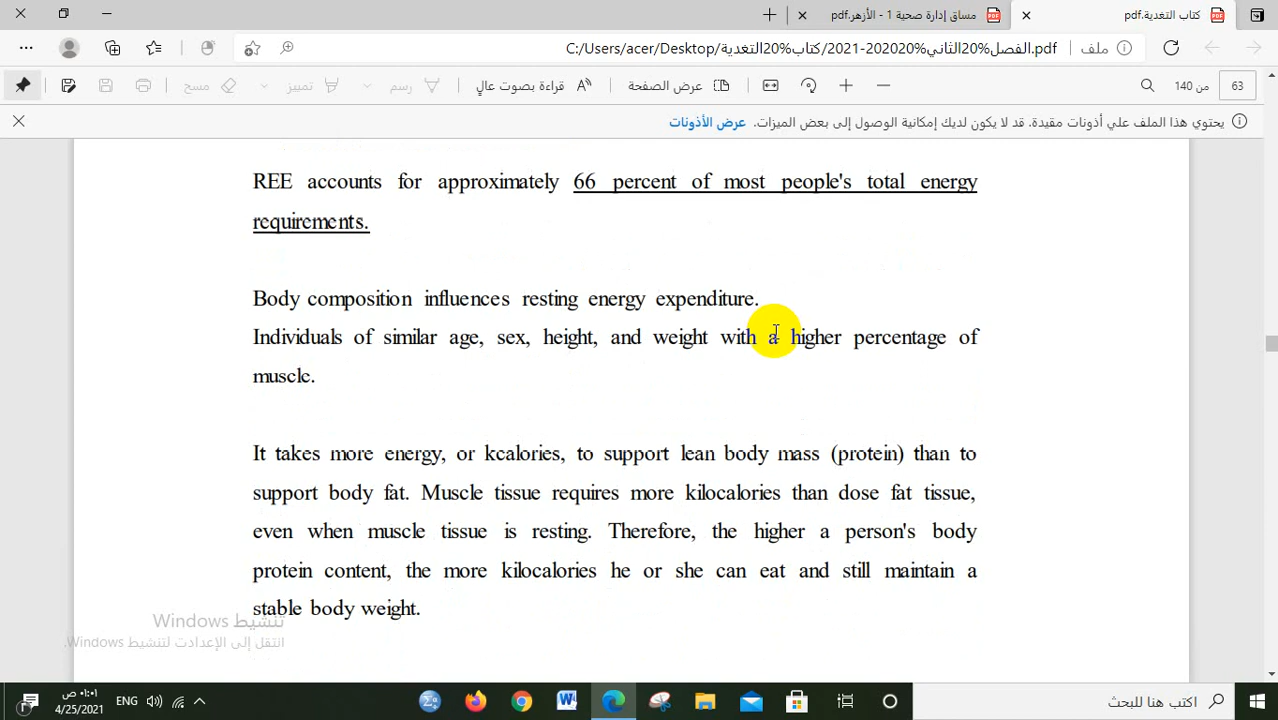 كتاب التغدية.pdf
مساق إدارة صحية 1 - الأزهر.pdf
ملف
C:/Users/acer/Desktop/كتاب%20التغدية/2021-202020%الفصل%20الثاني.pdf
63
من 140
عرض الصفحة
قراءة بصوت عالٍ
رسم
تمييز
مسح
يحتوي هذا الملف علي أذونات مقيدة. قد لا يكون لديك إمكانية الوصول إلى بعض الميزات. عرض الأذونات
REE accounts for approximately 66 percent of most people's total energy
requirements.
Body composition influences resting energy expenditure.
Individuals of similar age, sex, height, and weight with a higher percentage of
muscle.
It takes more energy, or kcalories, to support lean body mass (protein) than to
support body fat. Muscle tissue requires more kilocalories than dose fat tissue,
even when muscle tissue is resting. Therefore, the higher a person's body
protein content, the more kilocalories he or she can eat and still maintain a
stable body weight.
تنشيط Windows
انتقل إلى الإعدادات لتنشيط Windows.
اكتب هنا للبحث
ENG
٠١:٠١ ص
4/25/2021